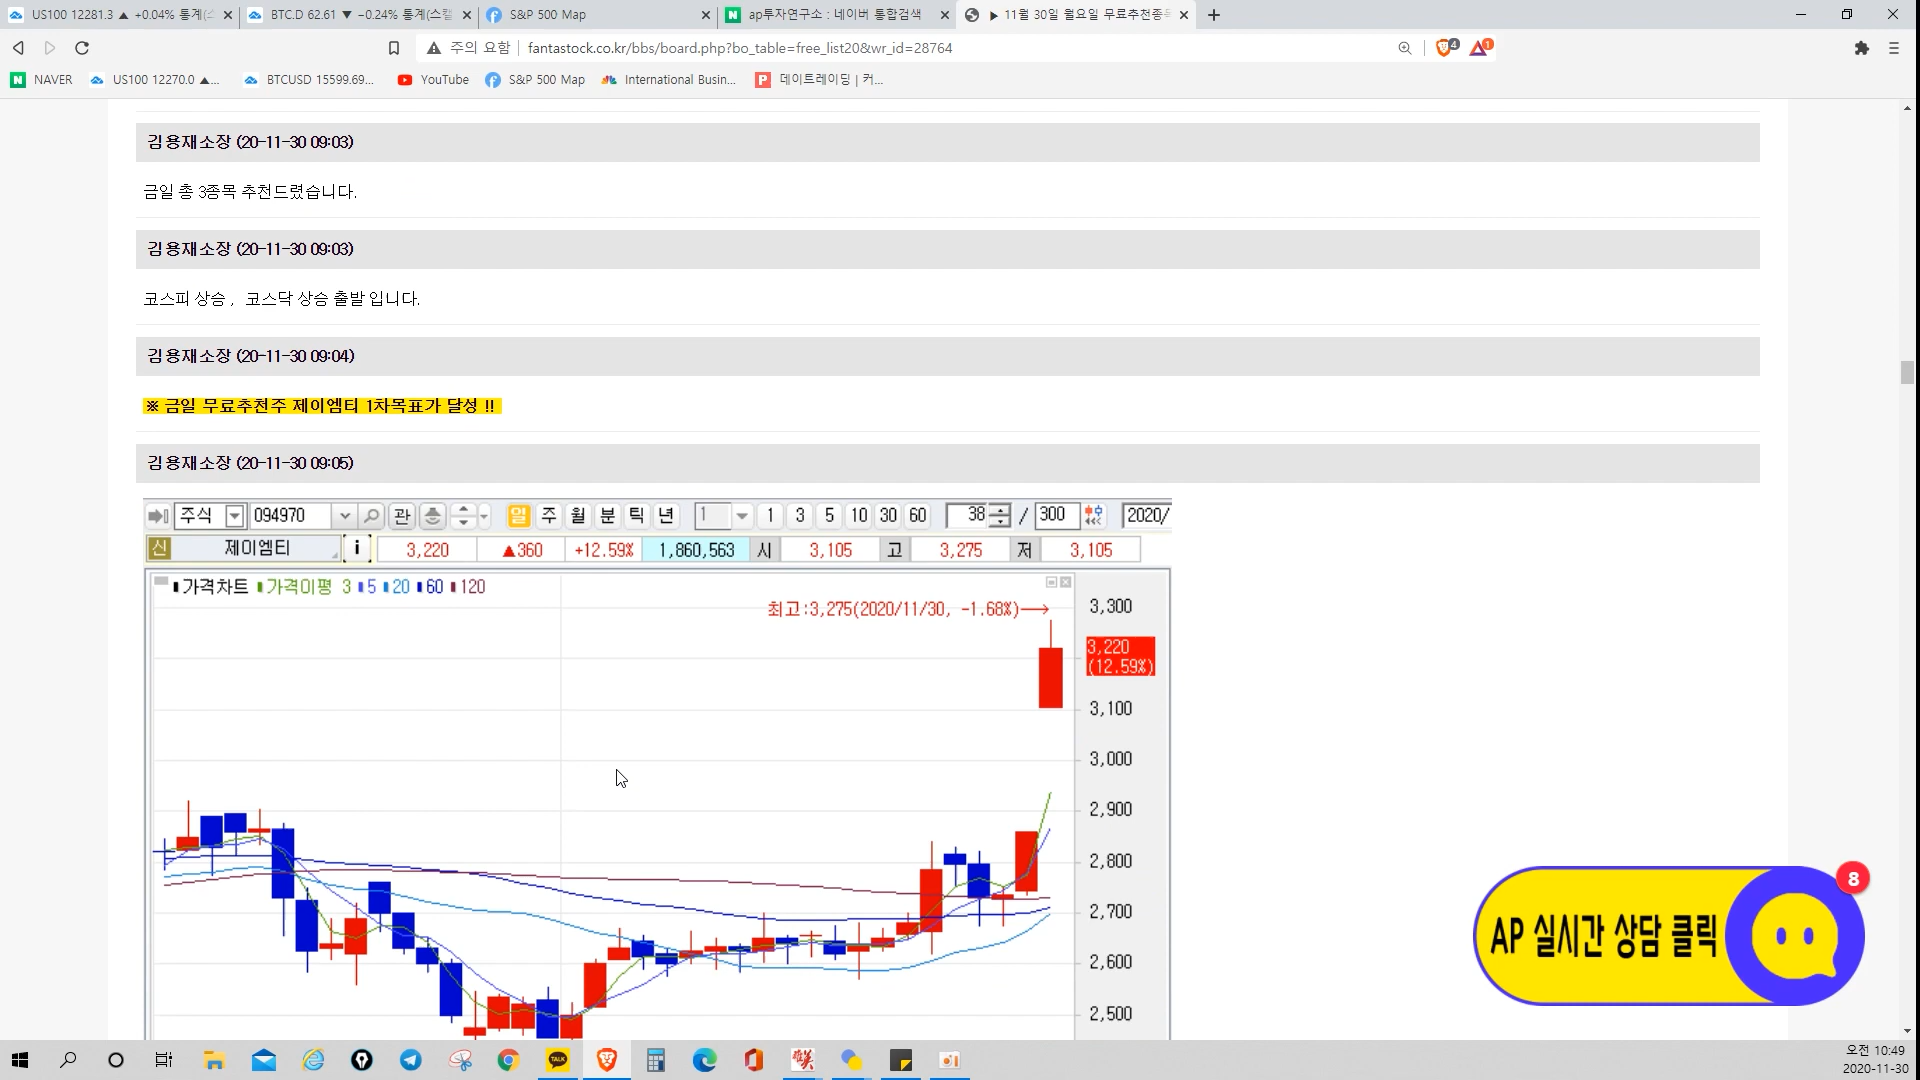 US100 12281.3 ▲ +0.04% 통계(스
BTC.D 62.61 ▼ −0.24% 통계(스캘
S&P 500 Map
ap투자연구소 : 네이버 통합검색
▶ 11월 30일 월요일 무료추천종목
주의 요함
fantastock.co.kr/bbs/board.php?bo_table=free_list20&wr_id=28764
4
1
NAVER
US100 12270.0 ▲...
BTCUSD 15599.69...
YouTube
S&P 500 Map
International Busin...
데이트레이딩 | 커...
김용재소장 (20-11-30 09:03)
금일 총 3종목 추천드렸습니다.
김용재소장 (20-11-30 09:03)
코스피 상승 , 코스닥 상승 출발 입니다.
김용재소장 (20-11-30 09:04)
※ 금일 무료추천주 제이엠티 1차목표가 달성 !!
김용재소장 (20-11-30 09:05)
주식 094970 관 일 주 월 분 틱 년 1 1 3 5 10 30 60 38 / 300 2020/
신 제이엠티 i 3,220 ▲360 +12.59% 1,860,563 시 3,105 고 3,275 저 3,105
가격차트 가격이평 3 5 20 60 120
최고:3,275(2020/11/30, -1.68%)→
3,300
3,220
(12.59%)
3,100
3,000
2,900
2,800
2,700
2,600
2,500
8
AP 실시간 상담 클릭
TALK
오전 10:49
2020-11-30